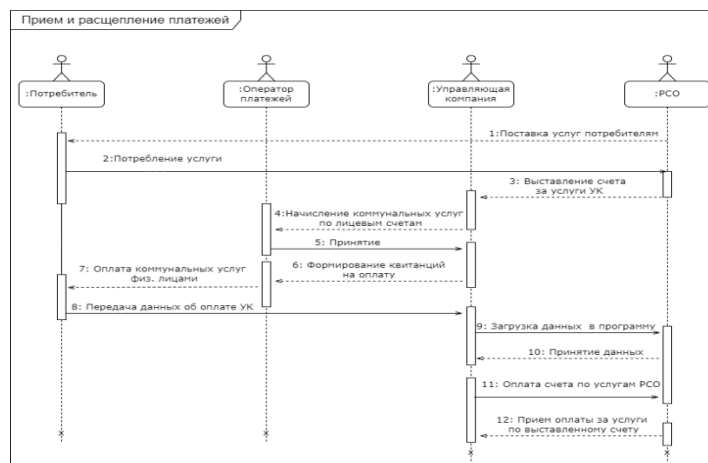 Прием и расщепление платежей
:Потребитель
:Оператор
платежей
:Управляющая
компания
:РСО
1:Поставка услуг потребителям
2:Потребление услуги
3: Выставление счета
за услуги УК
4:Начисление коммунальных услуг
по лицевым счетам
5: Принятие
6: Формирование квитанций
на оплату
7: Оплата коммунальных услуг
физ. лицами
8: Передача данных об оплате УК
9: Загрузка данных в программу
10: Принятие данных
11: Оплата счета по услугам РСО
12: Прием оплаты за услуги
по выставленному счету